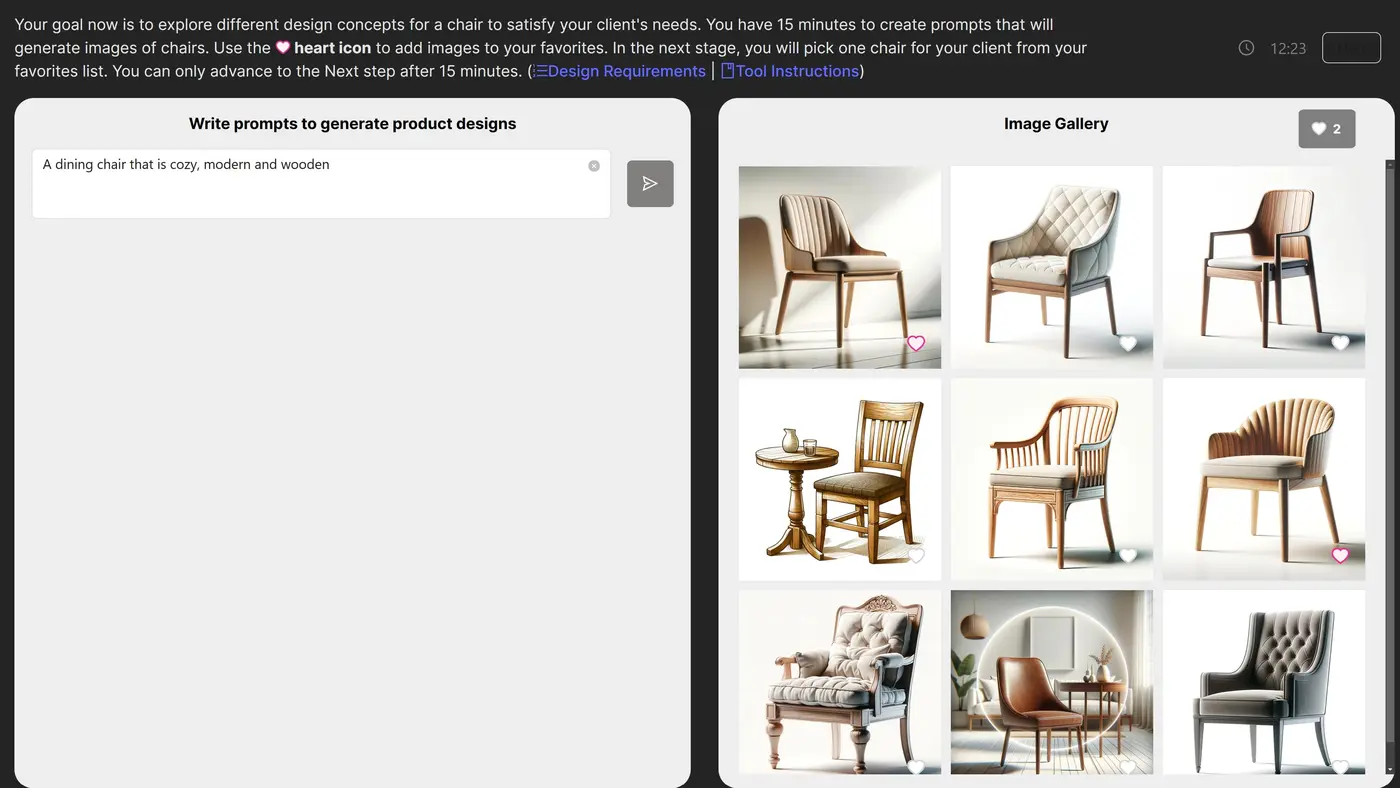 Your goal now is to explore different design concepts for a chair to satisfy your client's needs. You have 15 minutes to create prompts that will
generate images of chairs. Use the heart icon to add images to your favorites. In the next stage, you will pick one chair for your client from your
favorites list. You can only advance to the Next step after 15 minutes. (Design Requirements | Tool Instructions)
12:23
Write prompts to generate product designs
A dining chair that is cozy, modern and wooden
Image Gallery
2